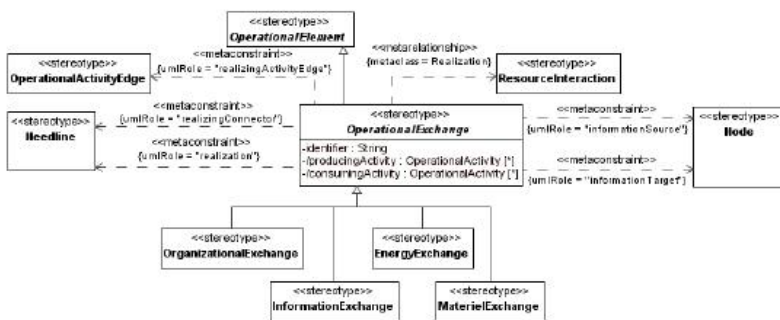 <<stereotype>>
OperationalElement
<<metaconstraint>>
{umlRole = "realizingActivityEdge"}
<<metarelationship>>
{metaclass = Realization}
<<stereotype>>
OperationalActivityEdge
<<stereotype>>
ResourceInteraction
<<stereotype>>
Needline
<<metaconstraint>>
{umlRole = "realizingConnector"}
<<metaconstraint>>
{umlRole = "realization"}
<<stereotype>>
OperationalExchange
-identifier : String
-/producingActivity : OperationalActivity [*]
-/consumingActivity : OperationalActivity [*]
<<metaconstraint>>
{umlRole = "informationSource"}
<<metaconstraint>>
{umlRole = "informationTarget"}
<<stereotype>>
Node
<<stereotype>>
OrganizationalExchange
<<stereotype>>
EnergyExchange
<<stereotype>>
InformationExchange
<<stereotype>>
MaterielExchange